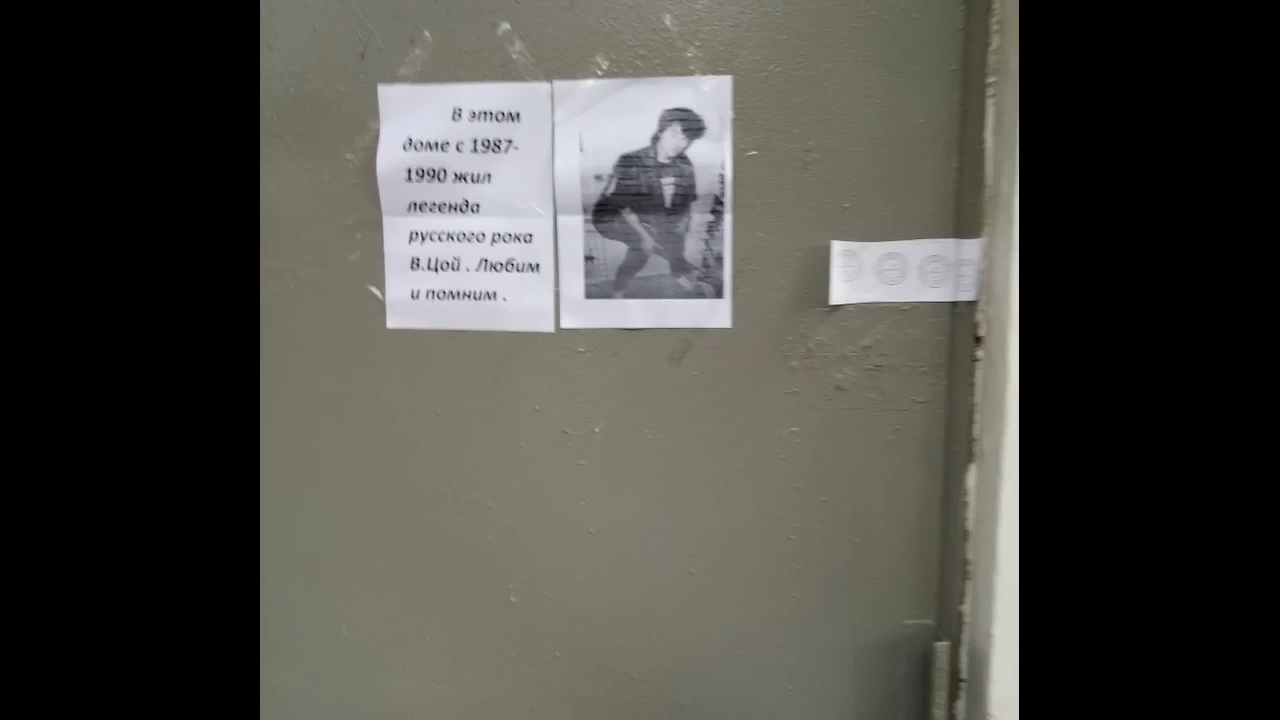 В этом
доме с 1987-
1990 жил
легенда
русского рока
В.Цой . Любим
и помним .